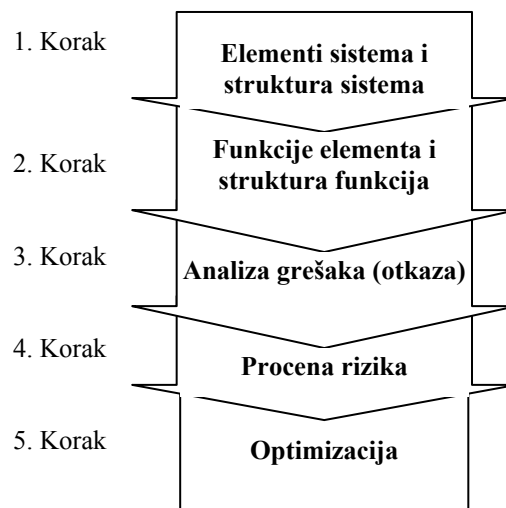 1. Korak
Elementi sistema i
struktura sistema
2. Korak
Funkcije elementa i
struktura funkcija
3. Korak
Analiza grešaka (otkaza)
4. Korak
Procena rizika
5. Korak
Optimizacija